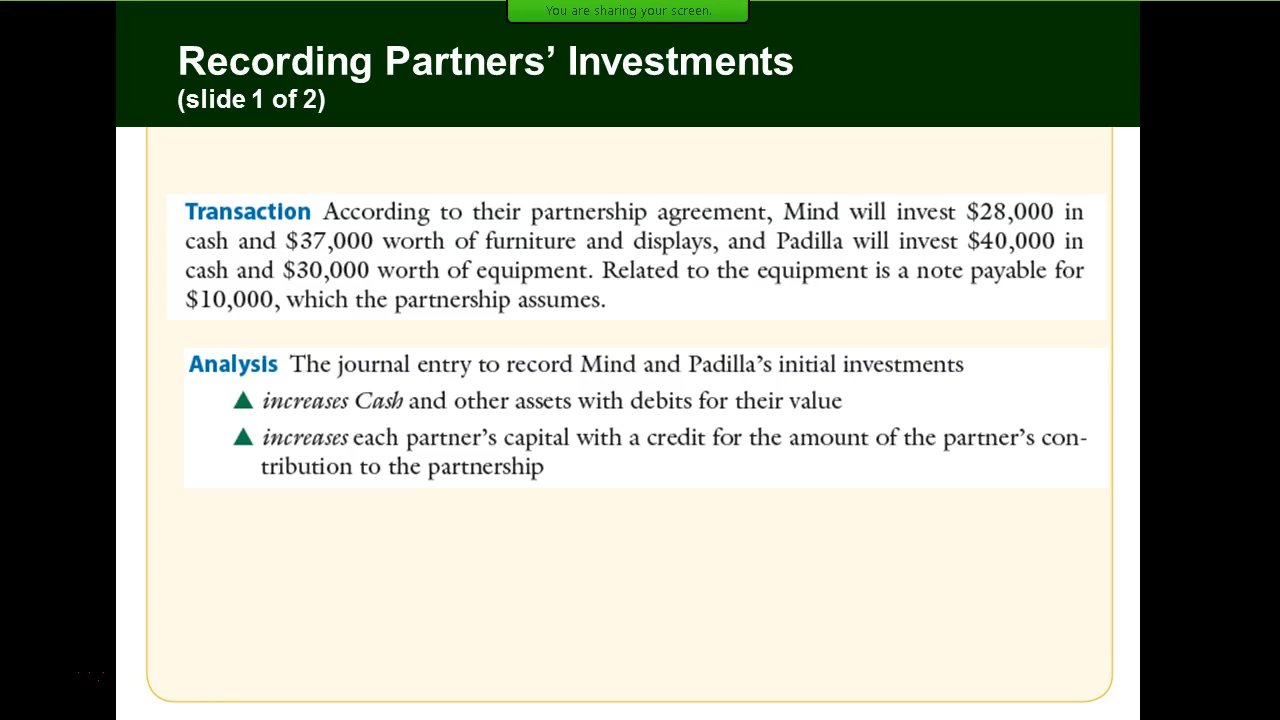 You are sharing your screen.
Recording Partners’ Investments
(slide 1 of 2)
Transaction According to their partnership agreement, Mind will invest $28,000 in
cash and $37,000 worth of furniture and displays, and Padilla will invest $40,000 in
cash and $30,000 worth of equipment. Related to the equipment is a note payable for
$10,000, which the partnership assumes.
Analysis The journal entry to record Mind and Padilla’s initial investments
▲ increases Cash and other assets with debits for their value
▲ increases each partner’s capital with a credit for the amount of the partner’s con-
tribution to the partnership